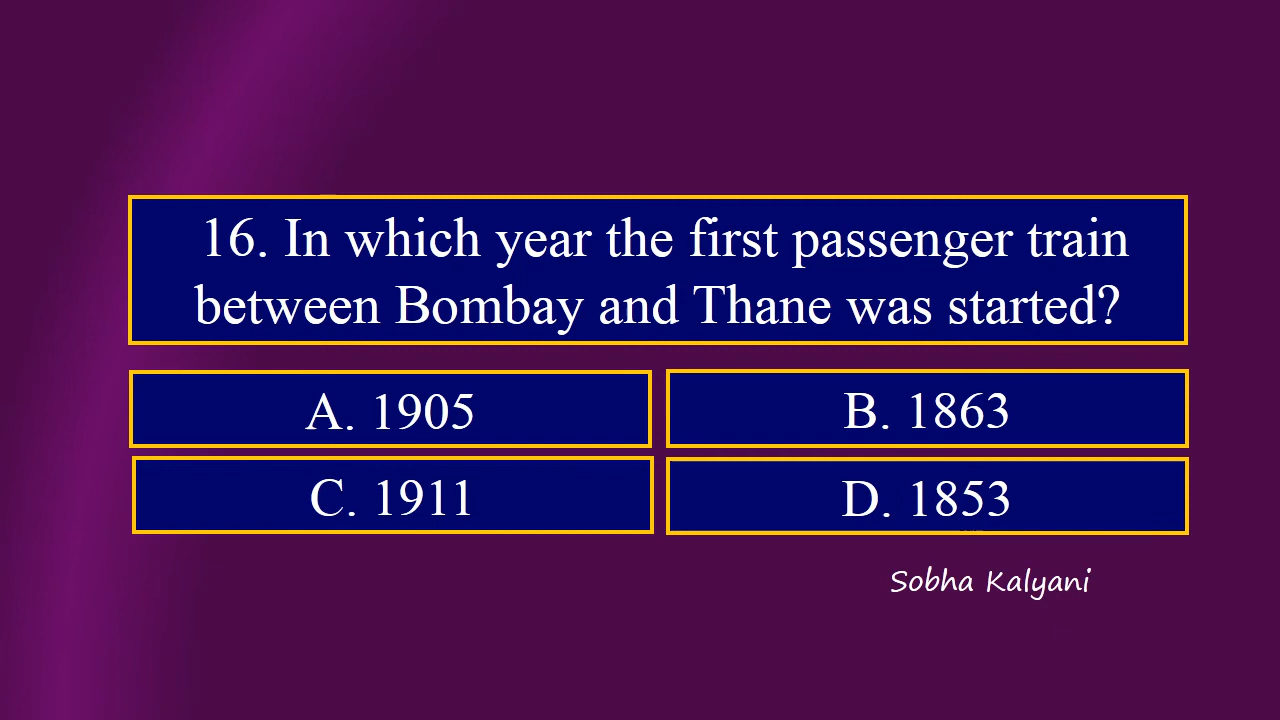 16. In which year the first passenger train
between Bombay and Thane was started?
A. 1905
B. 1863
C. 1911
D. 1853
Sobha Kalyani